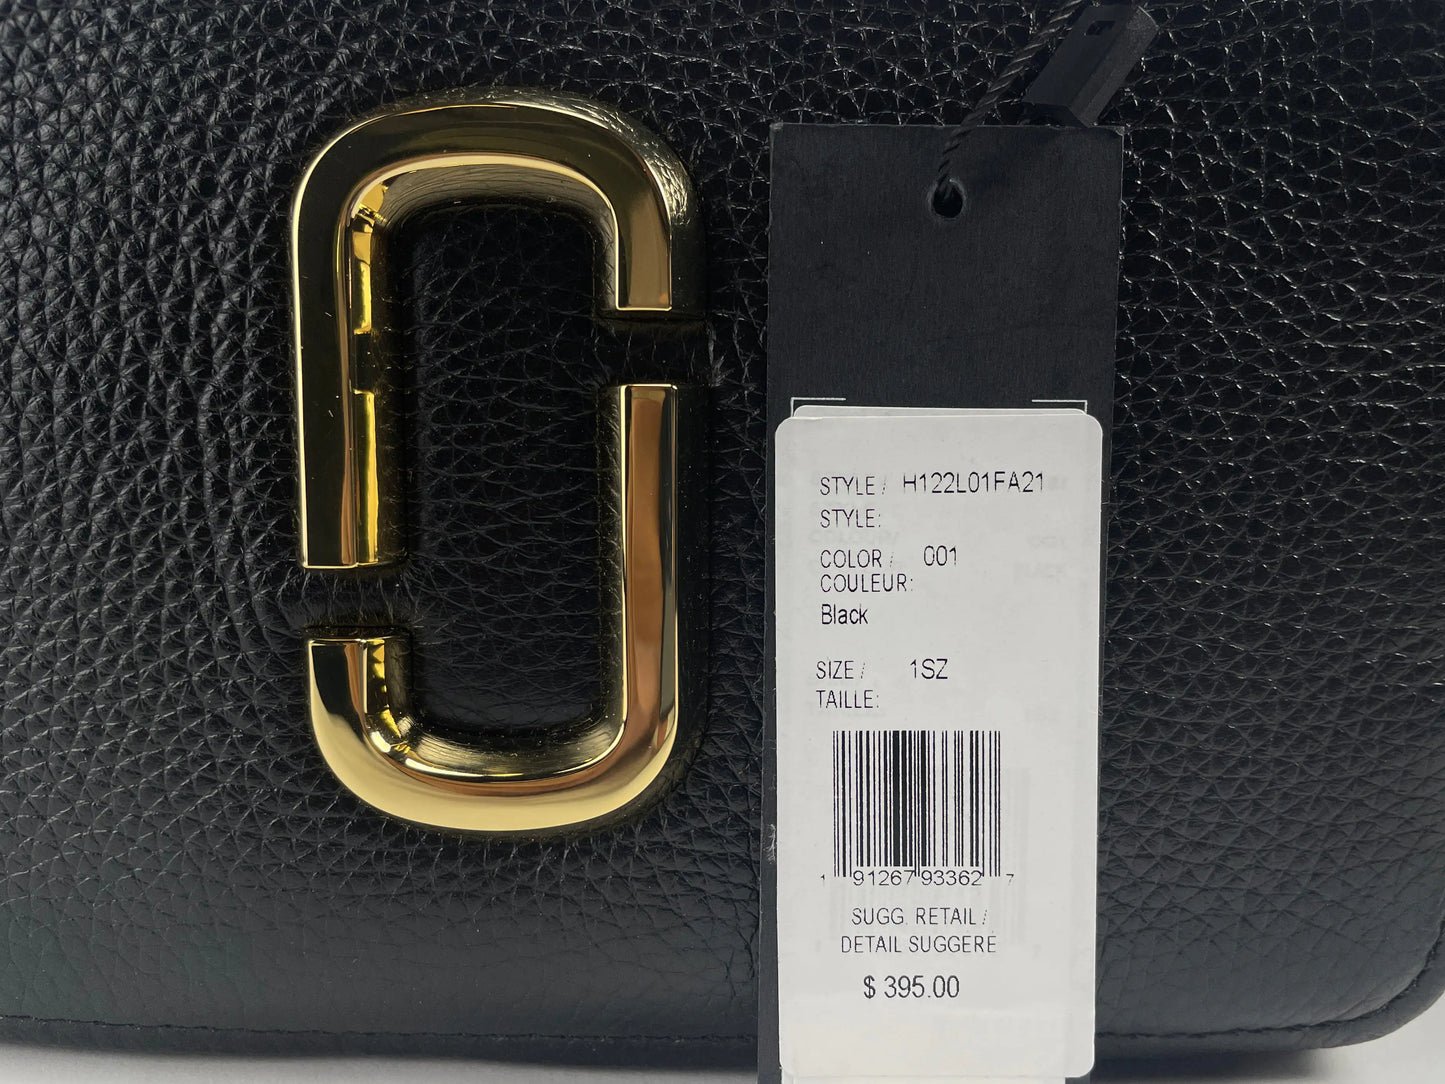 STYLE / H122L01FA21
STYLE:
COLOR / 001
COULEUR:
Black
SIZE / 1SZ
TAILLE:
1 91267 93362 7
SUGG. RETAIL /
DETAIL SUGGERE
$ 395.00